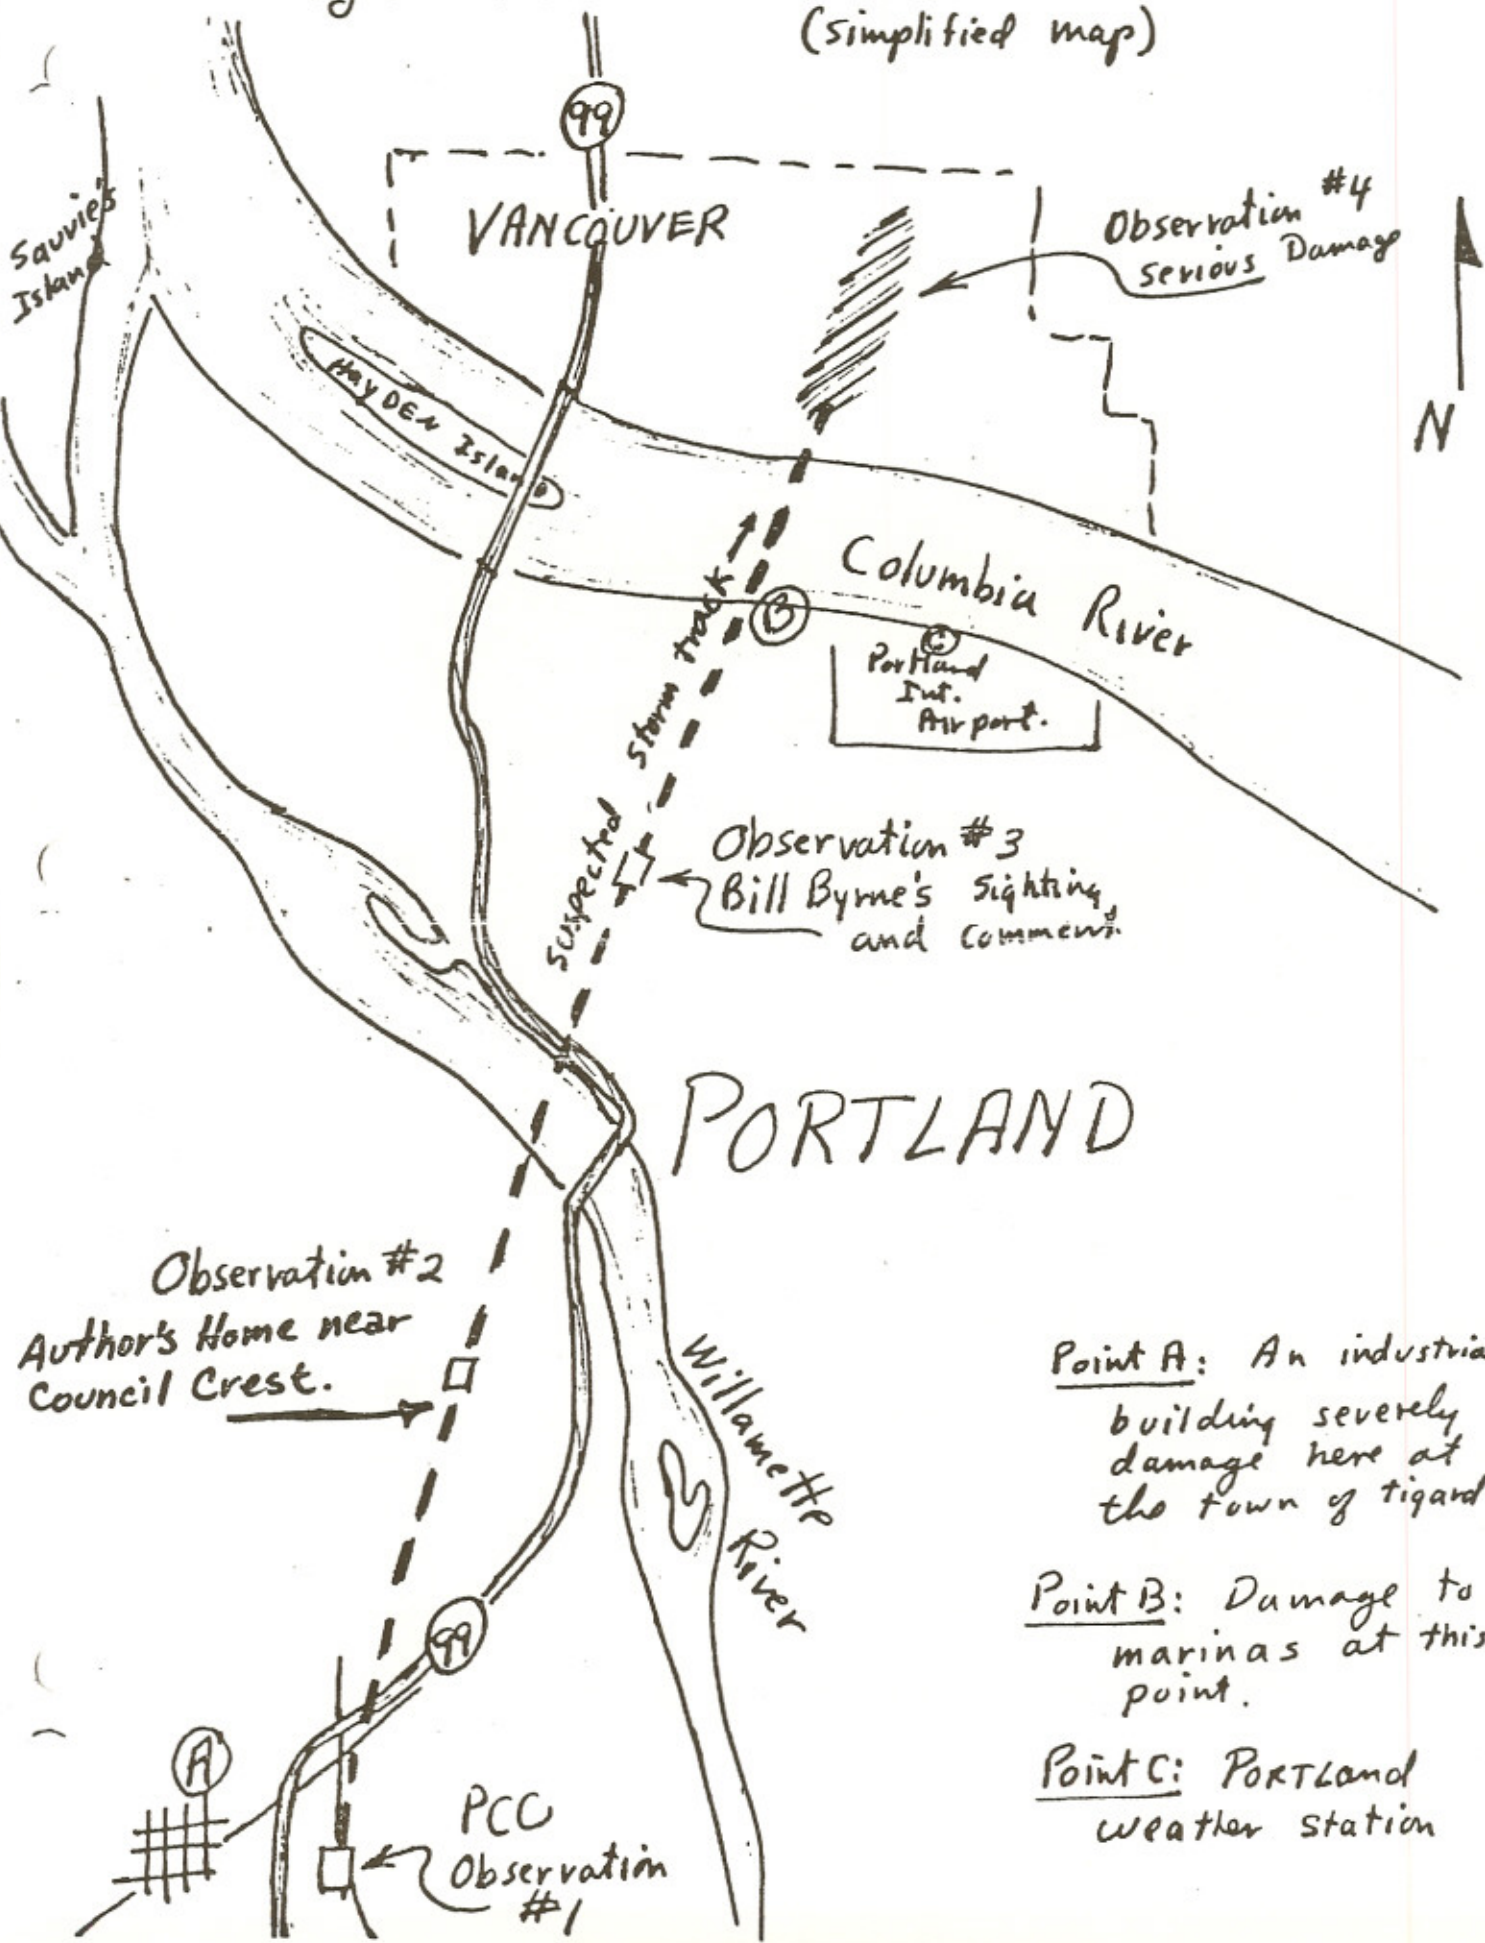 (simplified map)
99
VANCOUVER
Sauvie's
Island
Observation #4
serious Damage
HAYDEN Island
N
Columbia River
B
C
Portland
Int.
Airport.
Suspected storm track
Observation #3
Bill Byrne's Sighting
and Comment.
PORTLAND
Observation #2
Author's Home near
Council Crest.
Willamette
River
Point A: An industria
building severely
damage here at
the town of tigard
Point B: Damage to
marinas at this
point.
Point C: PORTLand
weather station
99
A
PCC
Observation
#1